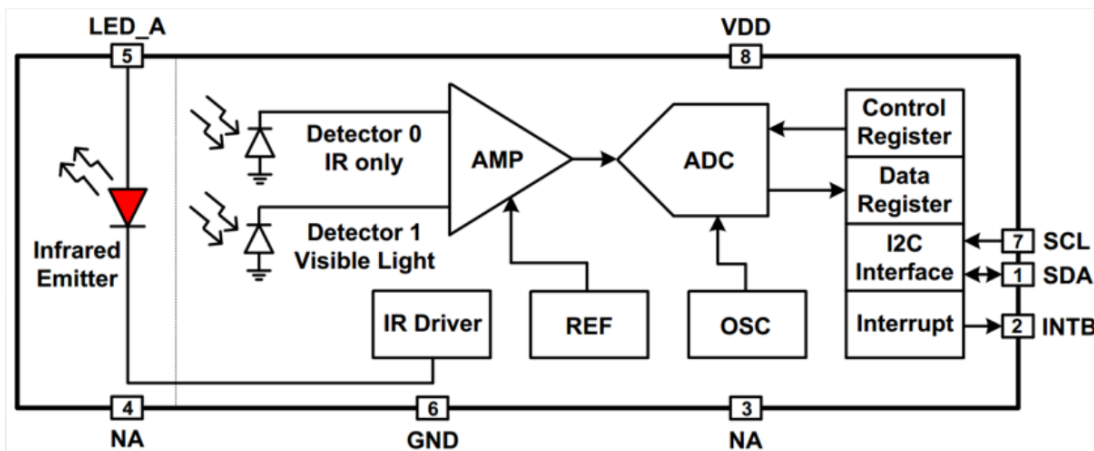 LED_A
VDD
5
8
Detector 0
IR only
AMP
ADC
Control
Register
Data
Register
Detector 1
Visible Light
Infrared
Emitter
I2C
Interface
7 SCL
1 SDA
IR Driver
REF
OSC
Interrupt
2 INTB
4
6
3
NA
GND
NA